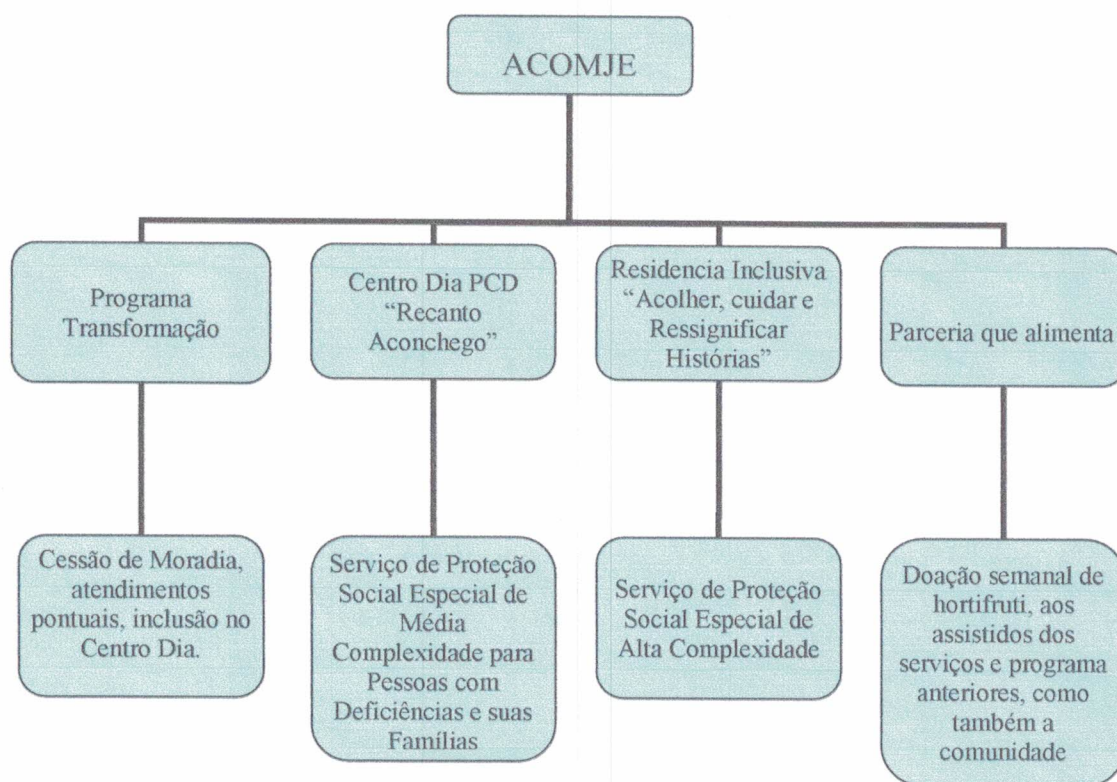 ACOMJE
Programa
Transformação
Centro Dia PCD
“Recanto
Aconchego”
Residencia Inclusiva
“Acolher, cuidar e
Ressignificar
Histórias”
Parceria que alimenta
Cessão de Moradia,
atendimentos
pontuais, inclusão no
Centro Dia.
Serviço de Proteção
Social Especial de
Média
Complexidade para
Pessoas com
Deficiências e suas
Famílias
Serviço de Proteção
Social Especial de
Alta Complexidade
Doação semanal de
hortifruti, aos
assistidos dos
serviços e programa
anteriores, como
também a
comunidade